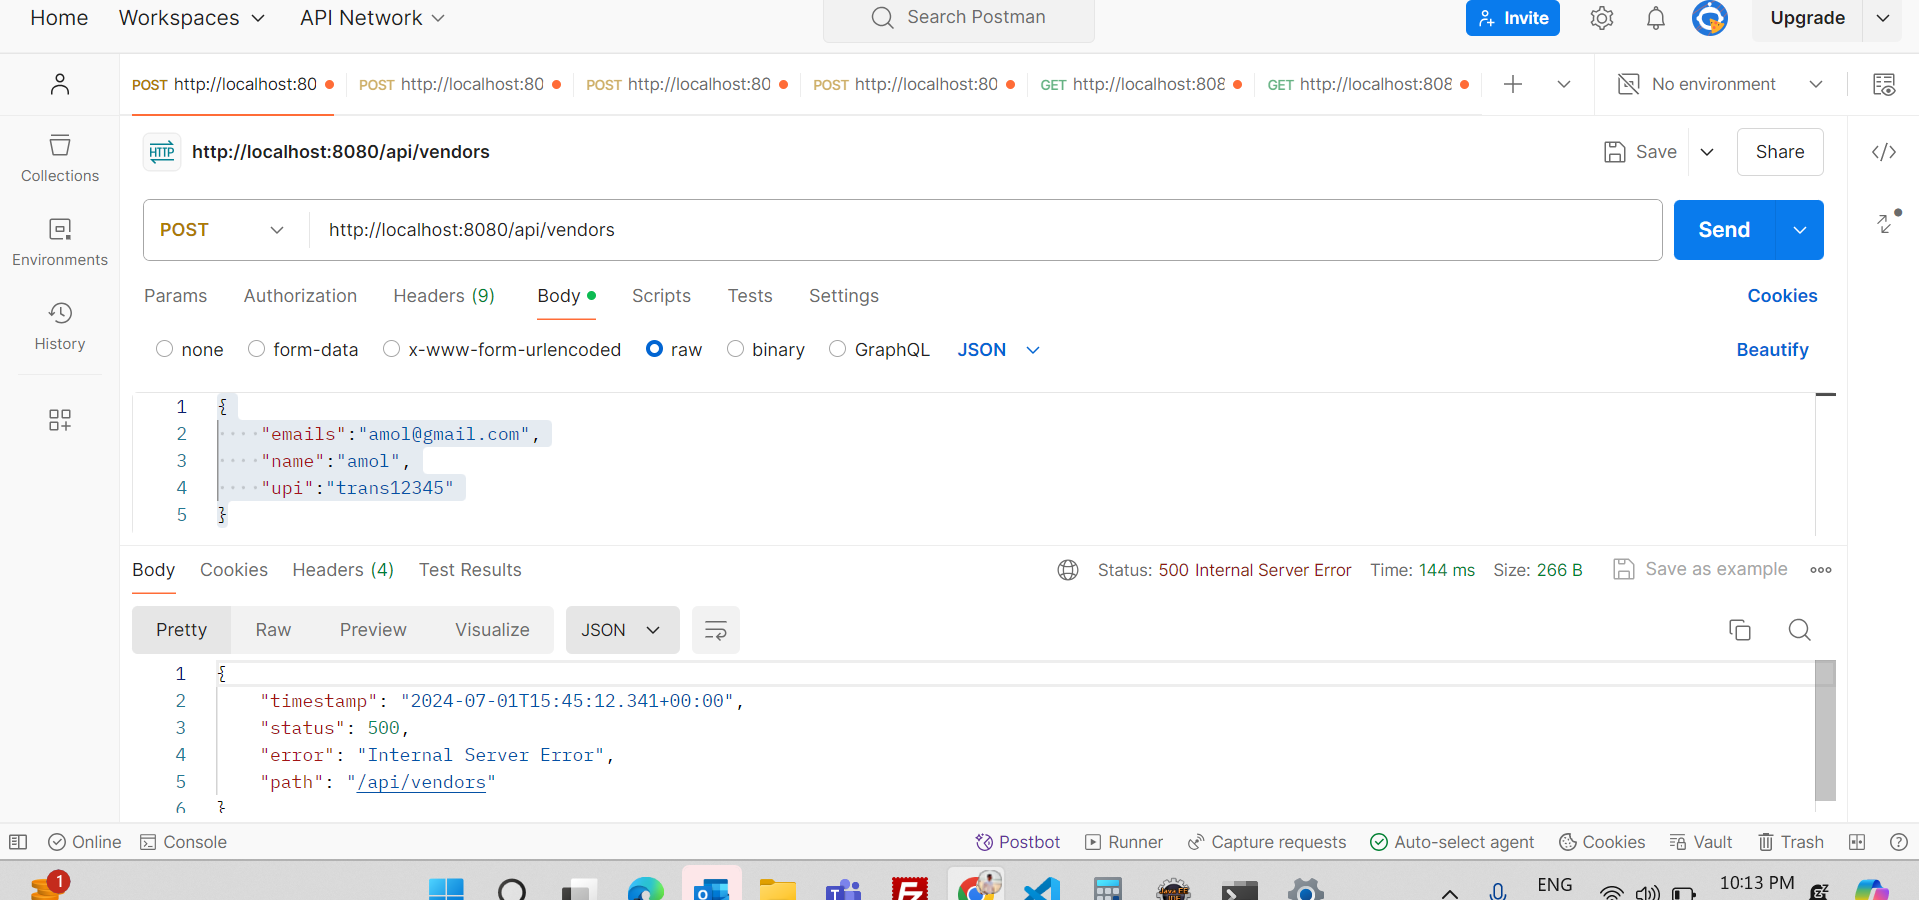 Home Workspaces API Network Search Postman Invite Upgrade
POST http://localhost:80 POST http://localhost:80 POST http://localhost:80 POST http://localhost:80 GET http://localhost:808 GET http://localhost:808 No environment
HTTP http://localhost:8080/api/vendors Save Share
Collections
POST http://localhost:8080/api/vendors Send
Environments
Params Authorization Headers (9) Body Scripts Tests Settings Cookies
History
none form-data x-www-form-urlencoded raw binary GraphQL JSON Beautify
1 {
2 "emails":"amol@gmail.com",
3 "name":"amol",
4 "upi":"trans12345"
5 }
Body Cookies Headers (4) Test Results Status: 500 Internal Server Error Time: 144 ms Size: 266 B Save as example
Pretty Raw Preview Visualize JSON
1 {
2 "timestamp": "2024-07-01T15:45:12.341+00:00",
3 "status": 500,
4 "error": "Internal Server Error",
5 "path": "/api/vendors"
6 }
Online Console Postbot Runner Capture requests Auto-select agent Cookies Vault Trash
1 ENG 10:13 PM